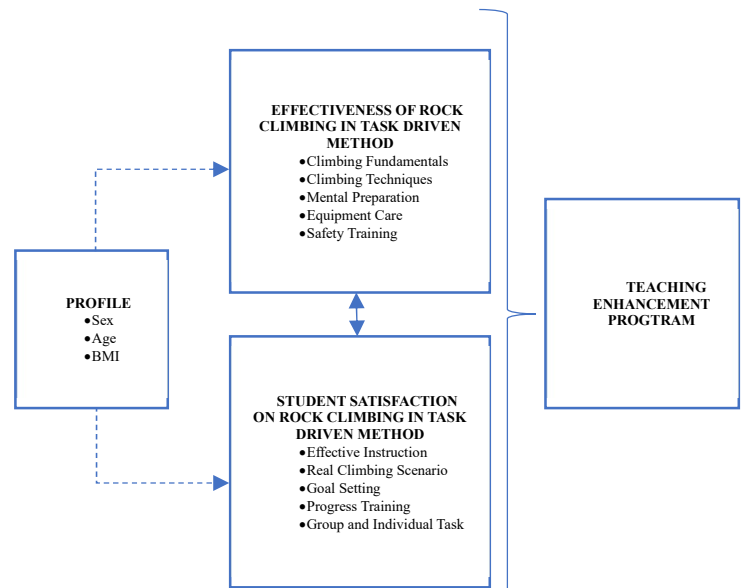 EFFECTIVENESS OF ROCK
CLIMBING IN TASK DRIVEN
METHOD
•Climbing Fundamentals
•Climbing Techniques
•Mental Preparation
•Equipment Care
•Safety Training
PROFILE
•Sex
•Age
•BMI
STUDENT SATISFACTION
ON ROCK CLIMBING IN TASK
DRIVEN METHOD
•Effective Instruction
•Real Climbing Scenario
•Goal Setting
•Progress Training
•Group and Individual Task
TEACHING
ENHANCEMENT
PROGTRAM